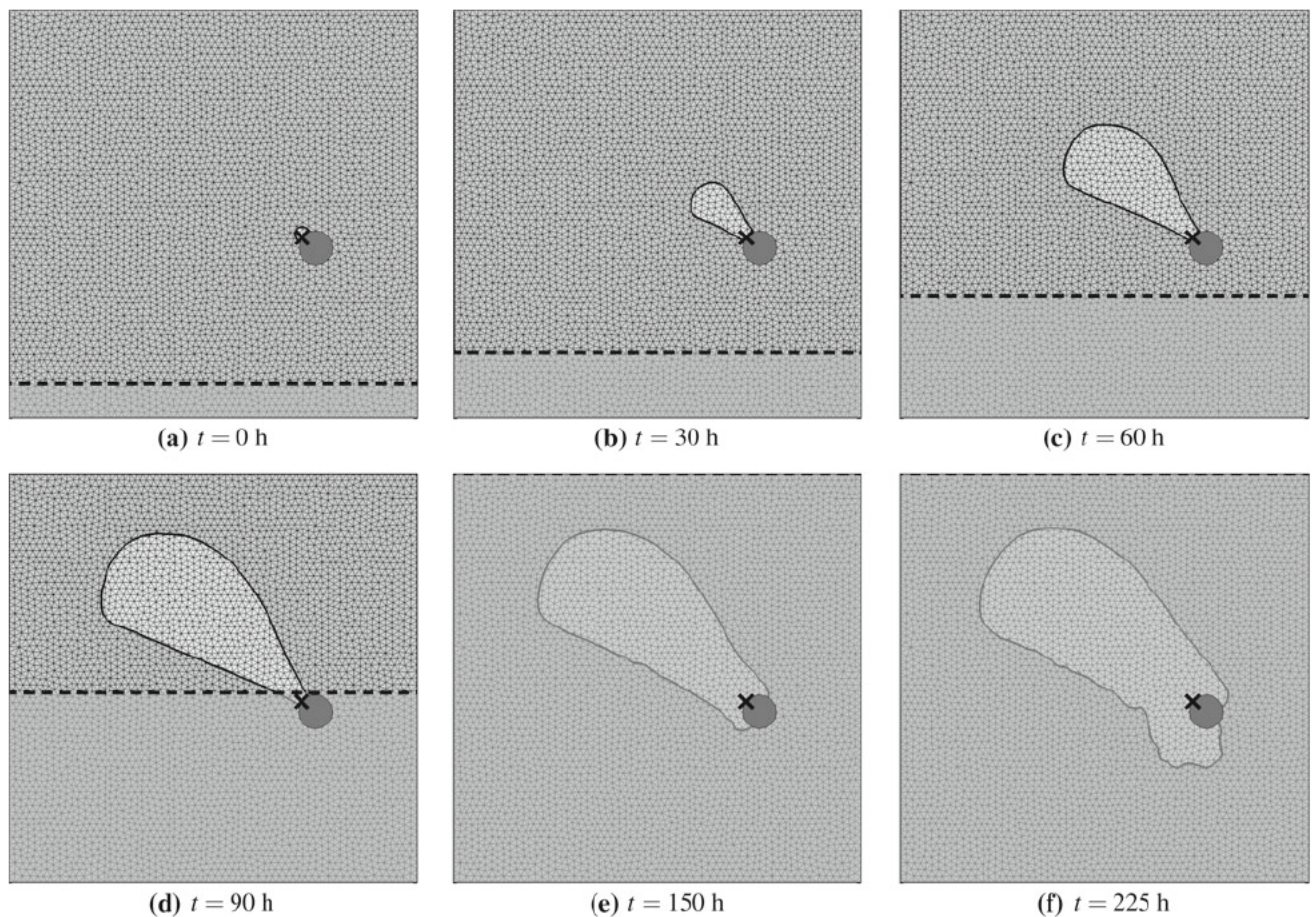 (a) t = 0 h
(b) t = 30 h
(c) t = 60 h
(d) t = 90 h
(e) t = 150 h
(f) t = 225 h